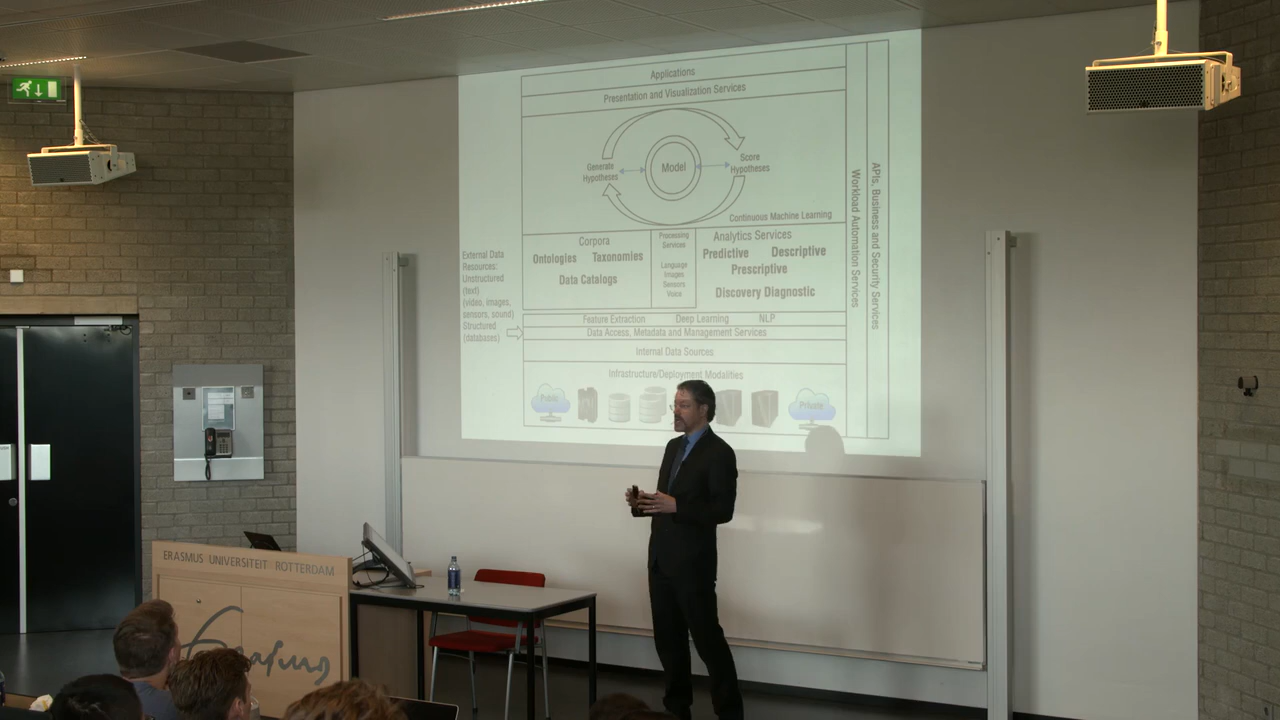 Applications
Presentation and Visualization Services
Generate
Hypotheses
Model
Score
Hypotheses
Continuous Machine Learning
Corpora
Ontologies Taxonomies
Data Catalogs
Processing
Services
Language
Images
Sensors
Voice
Analytics Services
Predictive Descriptive
Prescriptive
Discovery Diagnostic
Workload Automation Services
APIs, Business and Security Services
External Data
Resources:
Unstructured
(text)
(video, images,
sensors, sound)
Structured
(databases)
Feature Extraction Deep Learning NLP
Data Access, Metadata and Management Services
Internal Data Sources
Infrastructure/Deployment Modalities
Public
Private
ERASMUS UNIVERSITEIT ROTTERDAM
Erasmus